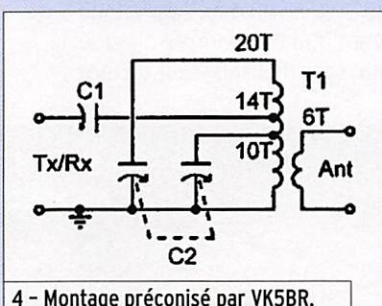 20T
C1
14T
T1
6T
Tx/Rx
10T
Ant
C2
4 – Montage préconisé par VK5BR.